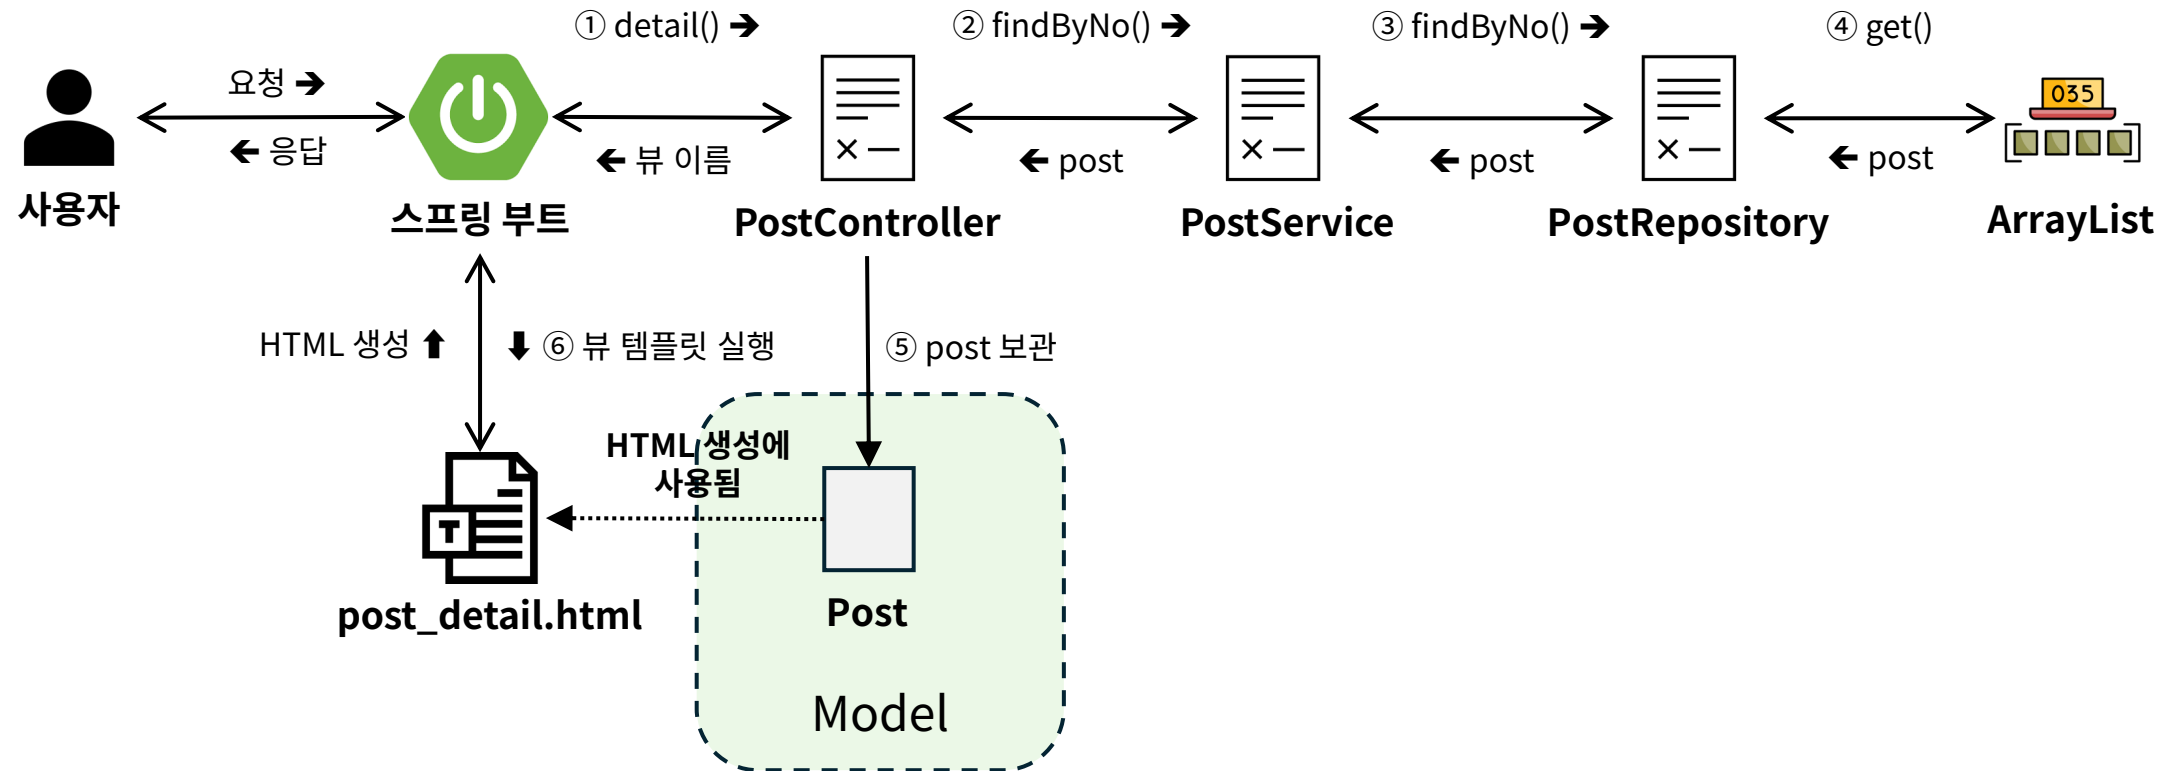 ① detail() 🡺
② findByNo() 🡺
③ findByNo() 🡺
④ get()
요청 🡺
🡸 응답
🡸 뷰 이름
🡸 post
🡸 post
🡸 post
035
사용자
스프링 부트
PostController
PostService
PostRepository
ArrayList
HTML 생성 🡹
🡻 ⑥ 뷰 템플릿 실행
⑤ post 보관
HTML 생성에
사용됨
T
post_detail.html
Post
Model